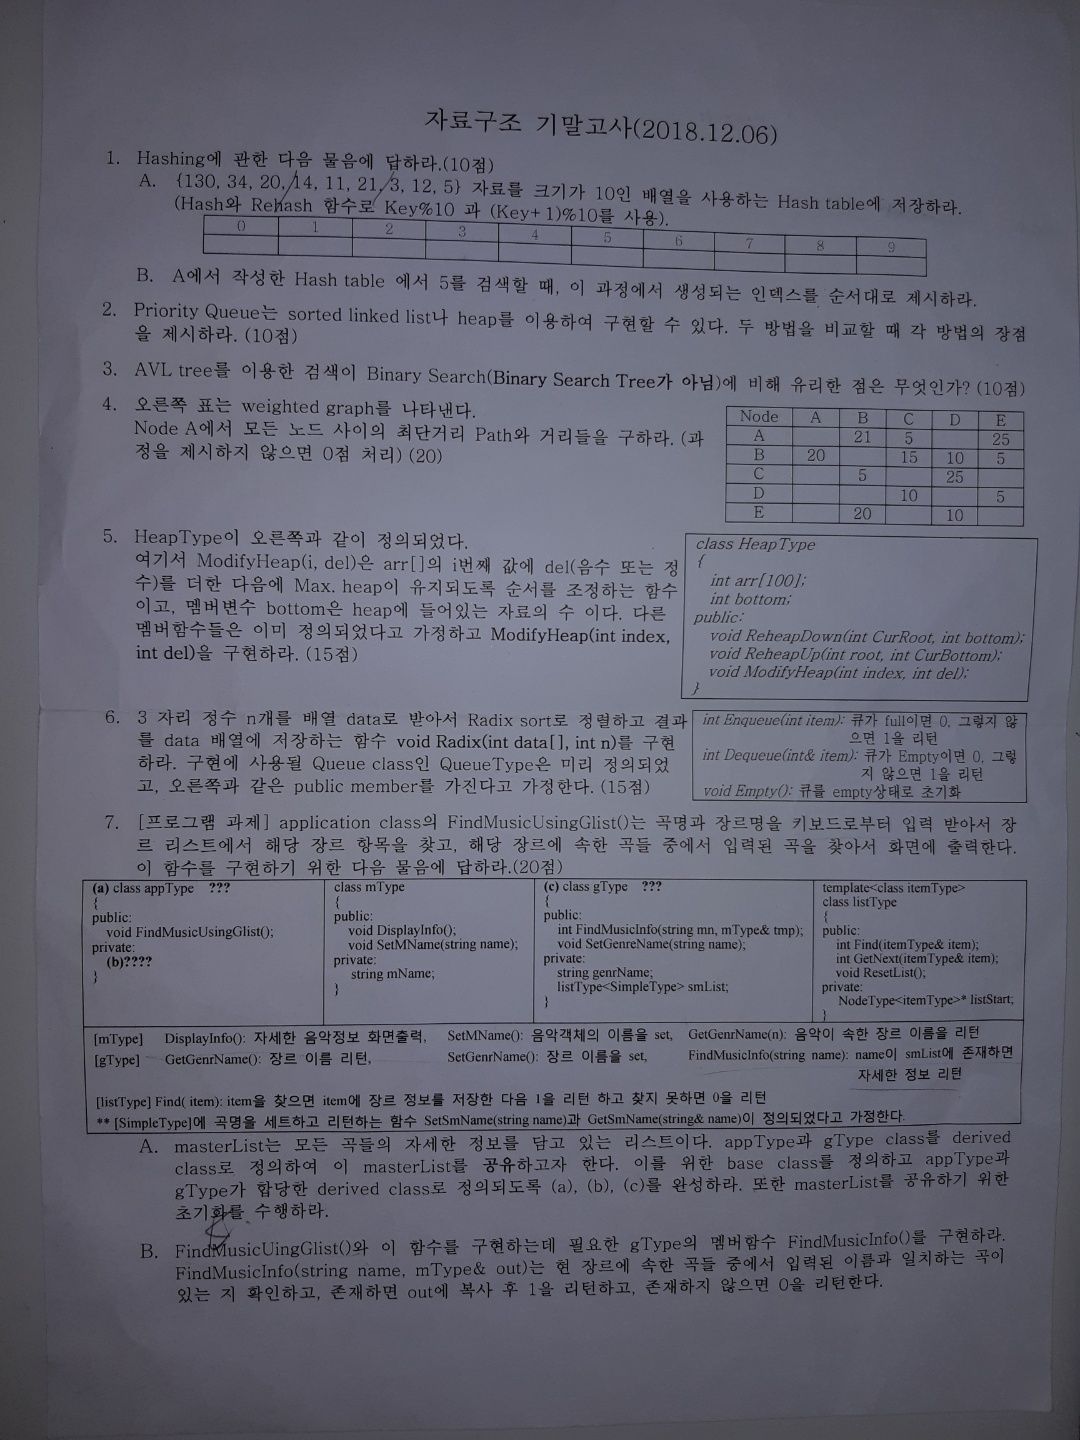 자료구조 기말고사(2018.12.06)
1. Hashing에 관한 다음 물음에 답하라.(10점)
A. {130, 34, 20, 14, 11, 21, 3, 12, 5} 자료를 크기가 10인 배열을 사용하는 Hash table에 저장하라.
(Hash와 Rehash 함수로 Key%10 과 (Key+1)%10를 사용).
0 1 2 3 4 5 6 7 8 9
B. A에서 작성한 Hash table 에서 5를 검색할 때, 이 과정에서 생성되는 인덱스를 순서대로 제시하라.
2. Priority Queue는 sorted linked list나 heap를 이용하여 구현할 수 있다. 두 방법을 비교할 때 각 방법의 장점
을 제시하라. (10점)
3. AVL tree를 이용한 검색이 Binary Search(Binary Search Tree가 아님)에 비해 유리한 점은 무엇인가? (10점)
4. 오른쪽 표는 weighted graph를 나타낸다.
Node A에서 모든 노드 사이의 최단거리 Path와 거리들을 구하라. (과
정을 제시하지 않으면 0점 처리) (20)
Node A B C D E
A 21 5 25
B 20 15 10 5
C 5 25
D 10 5
E 20 10
5. HeapType이 오른쪽과 같이 정의되었다.
여기서 ModifyHeap(i, del)은 arr[]의 i번째 값에 del(음수 또는 정
수)를 더한 다음에 Max. heap이 유지되도록 순서를 조정하는 함수
이고, 멤버변수 bottom은 heap에 들어있는 자료의 수 이다. 다른
멤버함수들은 이미 정의되었다고 가정하고 ModifyHeap(int index,
int del)을 구현하라. (15점)
class HeapType
{
int arr[100];
int bottom;
public:
void ReheapDown(int CurRoot, int bottom);
void ReheapUp(int root, int CurBottom);
void ModifyHeap(int index, int del);
}
6. 3 자리 정수 n개를 배열 data로 받아서 Radix sort로 정렬하고 결과
를 data 배열에 저장하는 함수 void Radix(int data[], int n)를 구현
하라. 구현에 사용될 Queue class인 QueueType은 미리 정의되었
고, 오른쪽과 같은 public member를 가진다고 가정한다. (15점)
int Enqueue(int item): 큐가 full이면 0, 그렇지 않
으면 1을 리턴
int Dequeue(int& item): 큐가 Empty이면 0, 그렇
지 않으면 1을 리턴
void Empty(): 큐를 empty상태로 초기화
7. [프로그램 과제] application class의 FindMusicUsingGlist()는 곡명과 장르명을 키보드로부터 입력 받아서 장
르 리스트에서 해당 장르 항목을 찾고, 해당 장르에 속한 곡들 중에서 입력된 곡을 찾아서 화면에 출력한다.
이 함수를 구현하기 위한 다음 물음에 답하라.(20점)
(a) class appType ???
{
public:
void FindMusicUsingGlist();
private:
(b)????
}
class mType
{
public:
void DisplayInfo();
void SetMName(string name);
private:
string mName;
}
(c) class gType ???
{
public:
int FindMusicInfo(string mn, mType& tmp);
void SetGenreName(string name);
private:
string genrName;
listType<SimpleType> smList;
}
template<class itemType>
class listType
{
public:
int Find(itemType& item);
int GetNext(itemType& item);
void ResetList();
private:
NodeType<itemType>* listStart;
}
[mType] DisplayInfo(): 자세한 음악정보 화면출력, SetMName(): 음악객체의 이름을 set, GetGenrName(n): 음악이 속한 장르 이름을 리턴
[gType] GetGenrName(): 장르 이름 리턴, SetGenrName(): 장르 이름을 set, FindMusicInfo(string name): name이 smList에 존재하면
자세한 정보 리턴
[listType] Find( item): item을 찾으면 item에 장르 정보를 저장한 다음 1을 리턴 하고 찾지 못하면 0을 리턴
** [SimpleType]에 곡명을 세트하고 리턴하는 함수 SetSmName(string name)과 GetSmName(string& name)이 정의되었다고 가정한다.
A. masterList는 모든 곡들의 자세한 정보를 담고 있는 리스트이다. appType과 gType class를 derived
class로 정의하여 이 masterList를 공유하고자 한다. 이를 위한 base class를 정의하고 appType과
gType가 합당한 derived class로 정의되도록 (a), (b), (c)를 완성하라. 또한 masterList를 공유하기 위한
초기화를 수행하라.
B. FindMusicUingGlist()와 이 함수를 구현하는데 필요한 gType의 멤버함수 FindMusicInfo()를 구현하라.
FindMusicInfo(string name, mType& out)는 현 장르에 속한 곡들 중에서 입력된 이름과 일치하는 곡이
있는 지 확인하고, 존재하면 out에 복사 후 1을 리턴하고, 존재하지 않으면 0을 리턴한다.